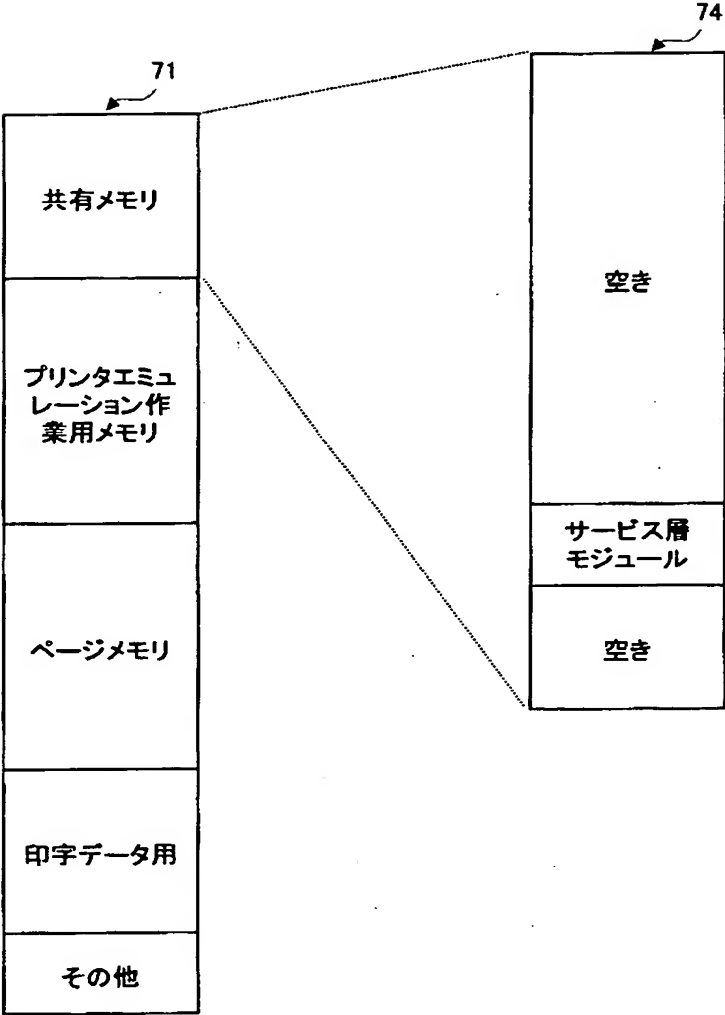 71
共有メモリ
プリンタエミュ
レーション作
業用メモリ
ページメモリ
印字データ用
その他
74
空き
サービス層
モジュール
空き